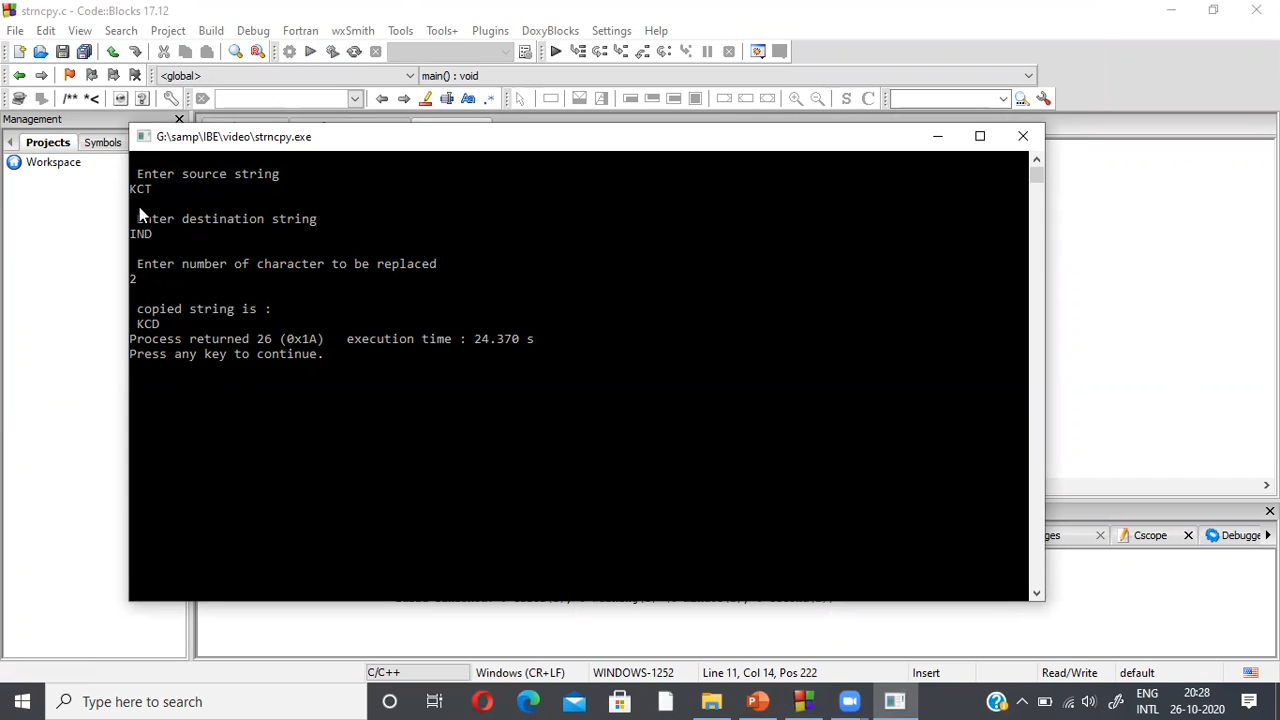 strncpy.c - Code::Blocks 17.12
File Edit View Search Project Build Debug Fortran wxSmith Tools Tools+ Plugins DoxyBlocks Settings Help
<global> main() : void
/** *< S C
Management
Projects Symbols
Workspace
G:\samp\IBE\video\strncpy.exe
Enter source string
KCT
Enter destination string
IND
Enter number of character to be replaced
2
copied string is :
KCD
Process returned 26 (0x1A) execution time : 24.370 s
Press any key to continue.
ges Cscope Debugge
C/C++ Windows (CR+LF) WINDOWS-1252 Line 11, Col 14, Pos 222 Insert Read/Write default
Type here to search
ENG
INTL
20:28
26-10-2020